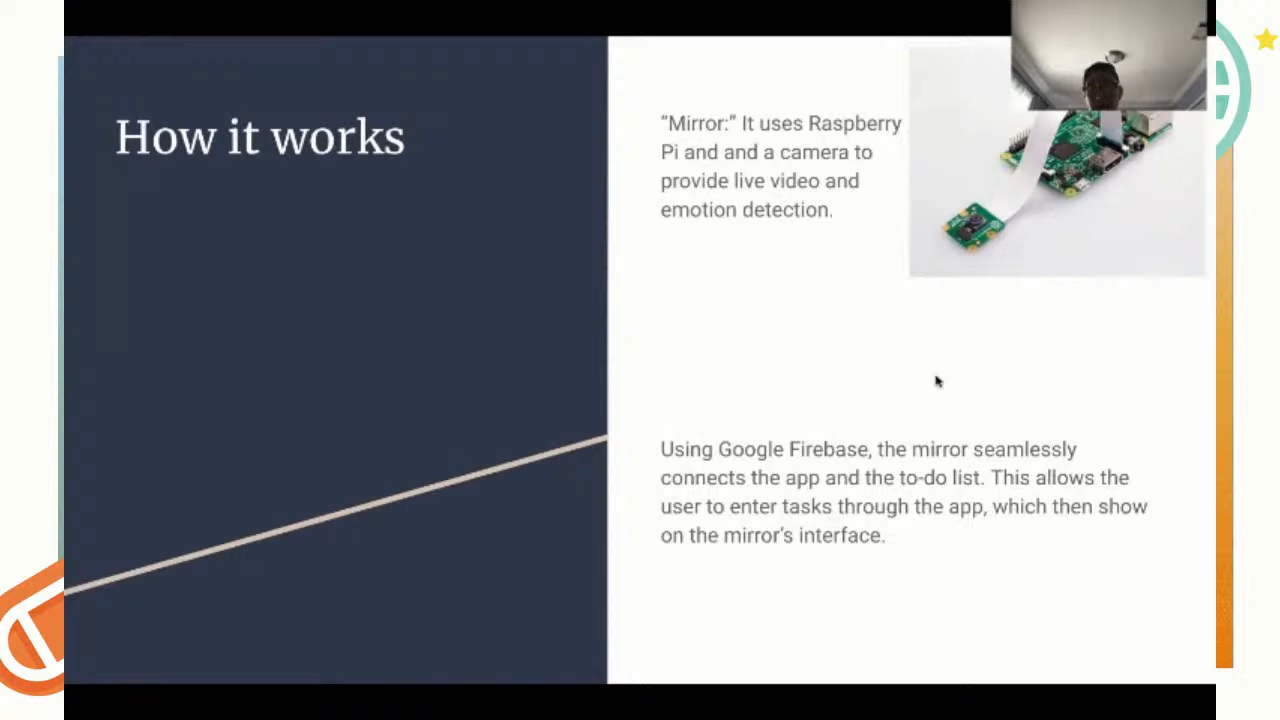 How it works
“Mirror:” It uses Raspberry
Pi and and a camera to
provide live video and
emotion detection.
Using Google Firebase, the mirror seamlessly
connects the app and the to-do list. This allows the
user to enter tasks through the app, which then show
on the mirror’s interface.